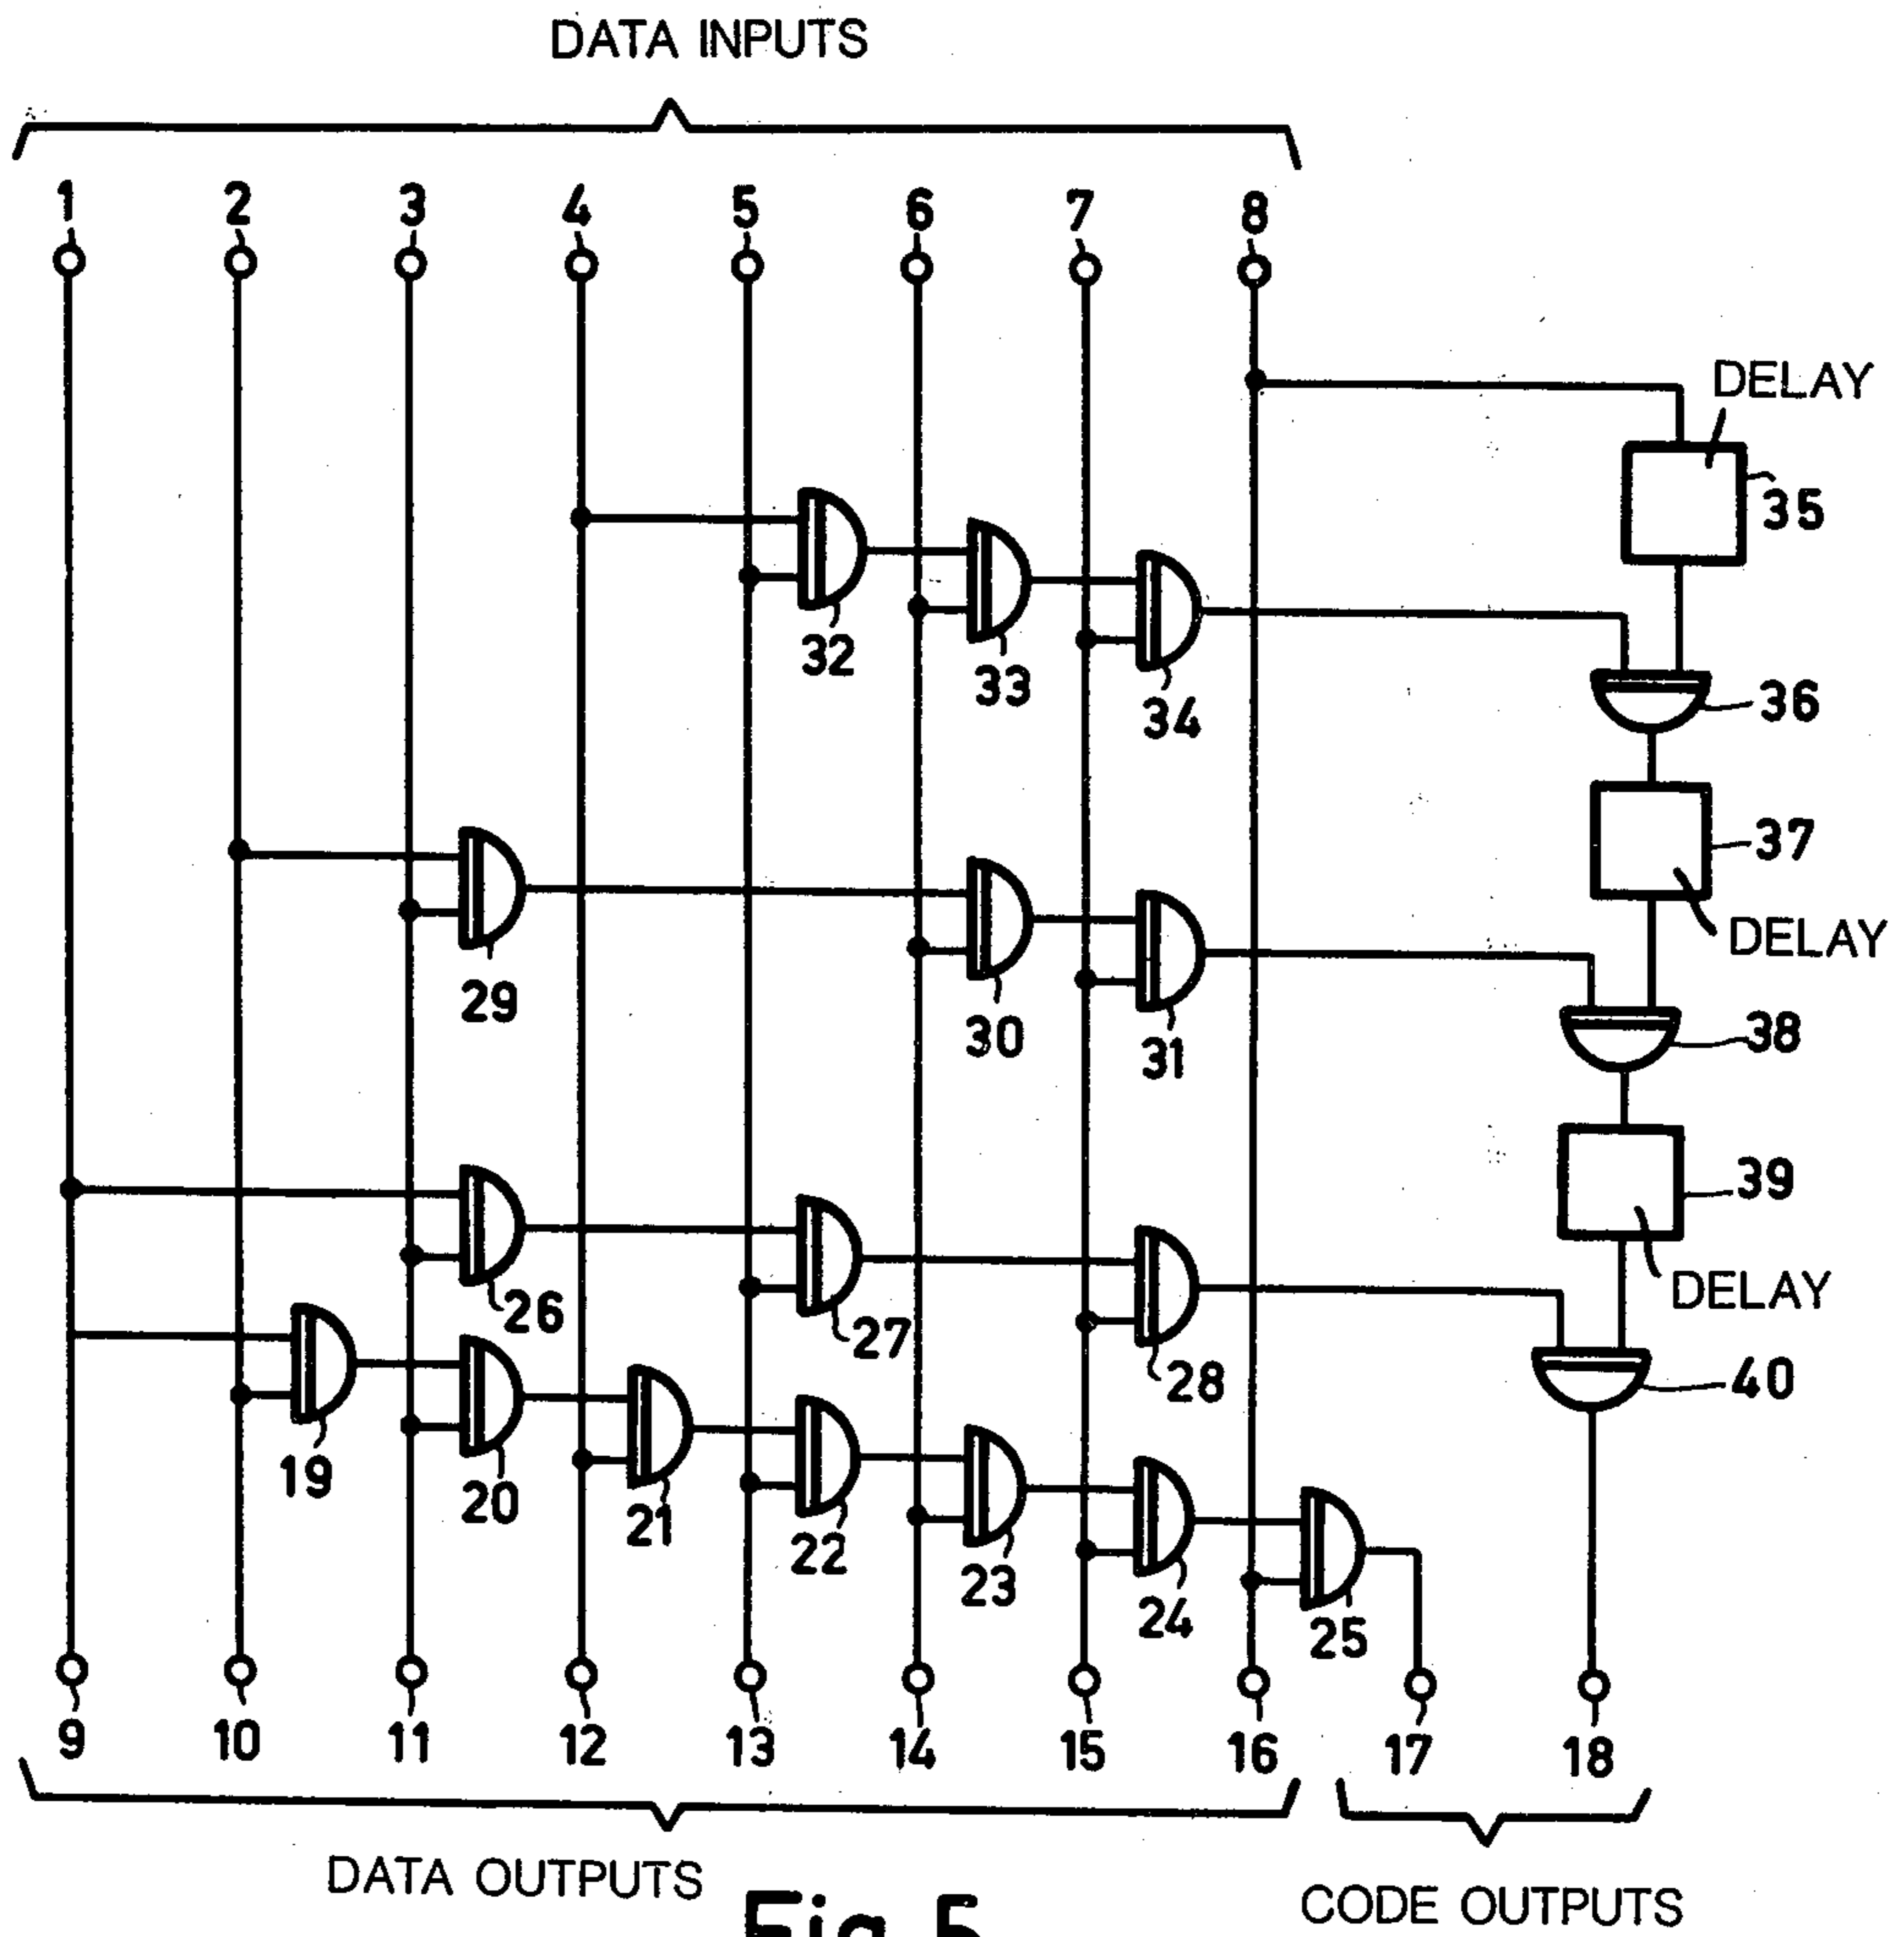 DATA INPUTS
1 2 3 4 5 6 7 8
DELAY
35
32
33
34
36
37
DELAY
29
30
31
38
39
26
27
28
DELAY
40
19
20
21
22
23
24
25
9 10 11 12 13 14 15 16 17 18
DATA OUTPUTS
CODE OUTPUTS
Fig. 5